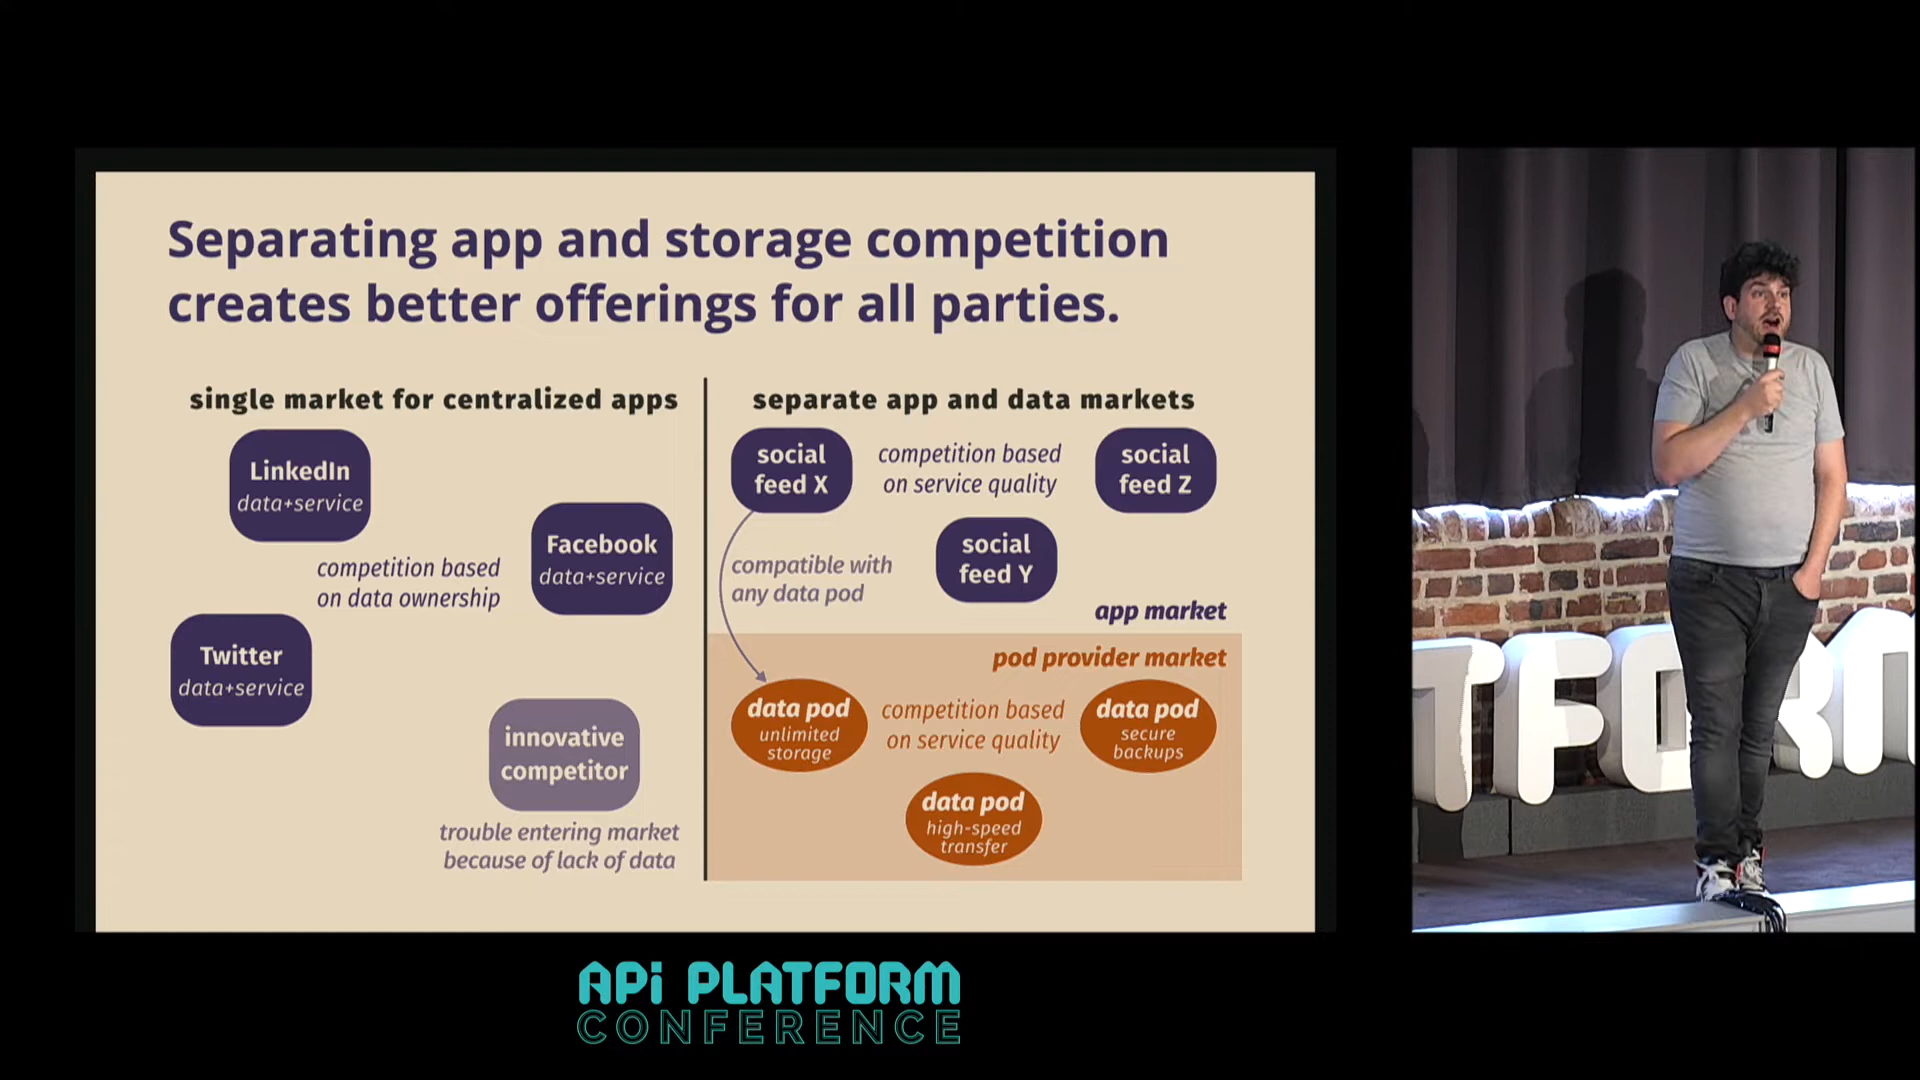 Separating app and storage competition
creates better offerings for all parties.
single market for centralized apps
LinkedIn
data+service
Facebook
data+service
competition based
on data ownership
Twitter
data+service
innovative
competitor
trouble entering market
because of lack of data
separate app and data markets
social
feed X
competition based
on service quality
social
feed Z
social
feed Y
compatible with
any data pod
app market
pod provider market
data pod
unlimited
storage
competition based
on service quality
data pod
secure
backups
data pod
high-speed
transfer
TFORM
APi PLATFORM
CONFERENCE